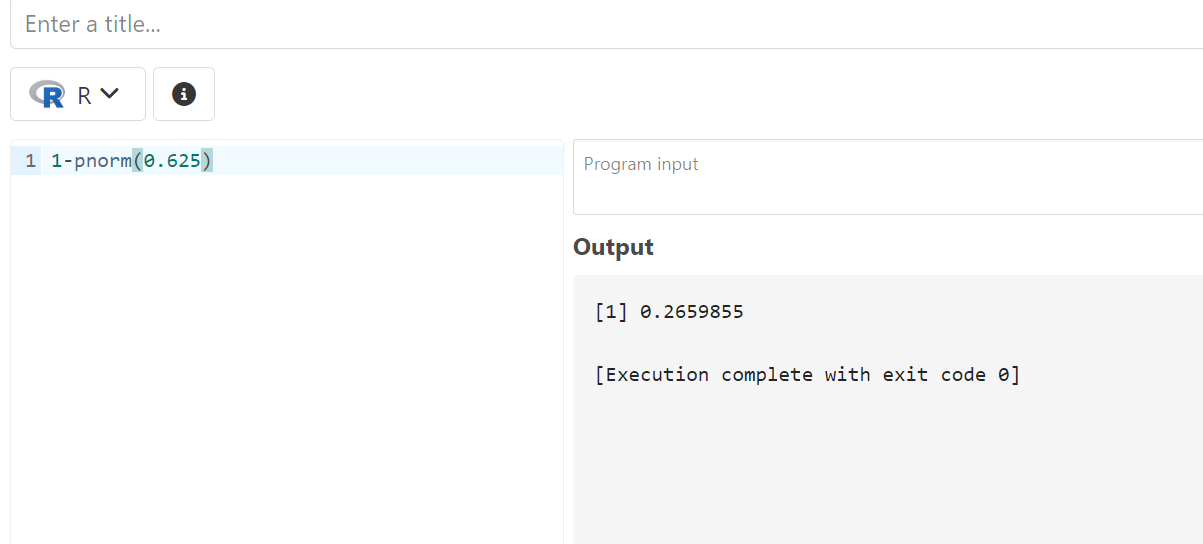 Enter a title...
R R
1 1-pnorm(0.625)
Program input
Output
[1] 0.2659855
[Execution complete with exit code 0]